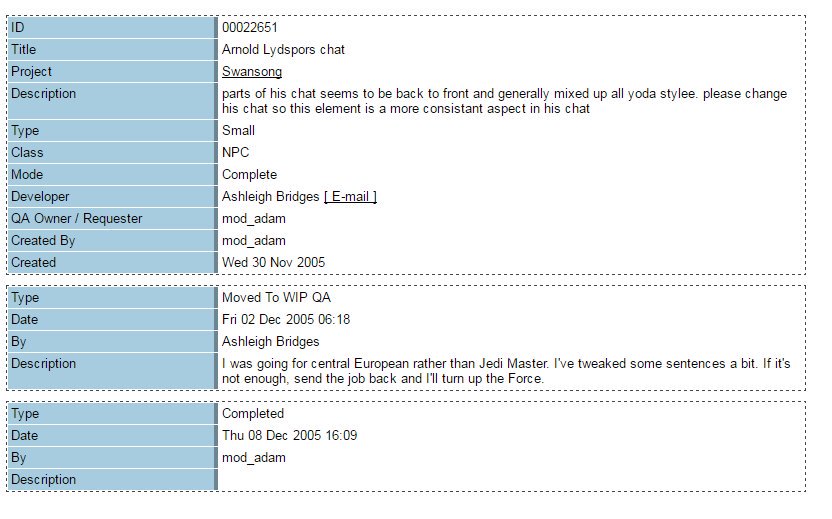 ID 00022651
Title Arnold Lydspors chat
Project Swansong
Description parts of his chat seems to be back to front and generally mixed up all yoda stylee. please change
his chat so this element is a more consistant aspect in his chat
Type Small
Class NPC
Mode Complete
Developer Ashleigh Bridges [ E-mail ]
QA Owner / Requester mod_adam
Created By mod_adam
Created Wed 30 Nov 2005
Type Moved To WIP QA
Date Fri 02 Dec 2005 06:18
By Ashleigh Bridges
Description I was going for central European rather than Jedi Master. I've tweaked some sentences a bit. If it's
not enough, send the job back and I'll turn up the Force.
Type Completed
Date Thu 08 Dec 2005 16:09
By mod_adam
Description